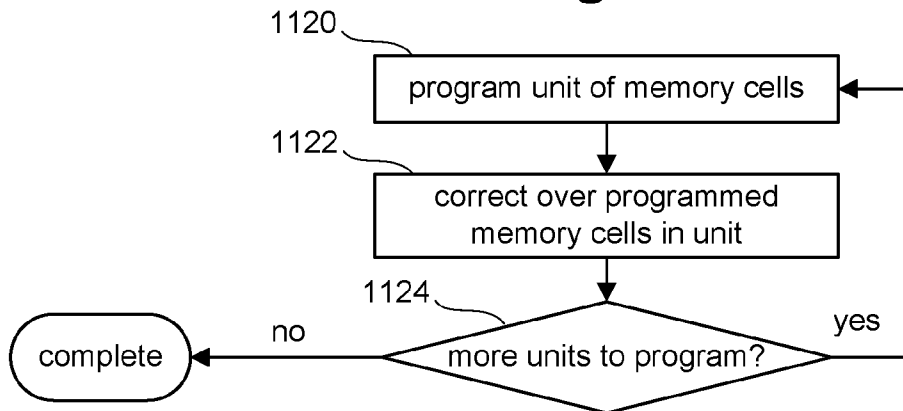 1120
program unit of memory cells
1122
correct over programmed
memory cells in unit
1124
no
yes
complete
more units to program?